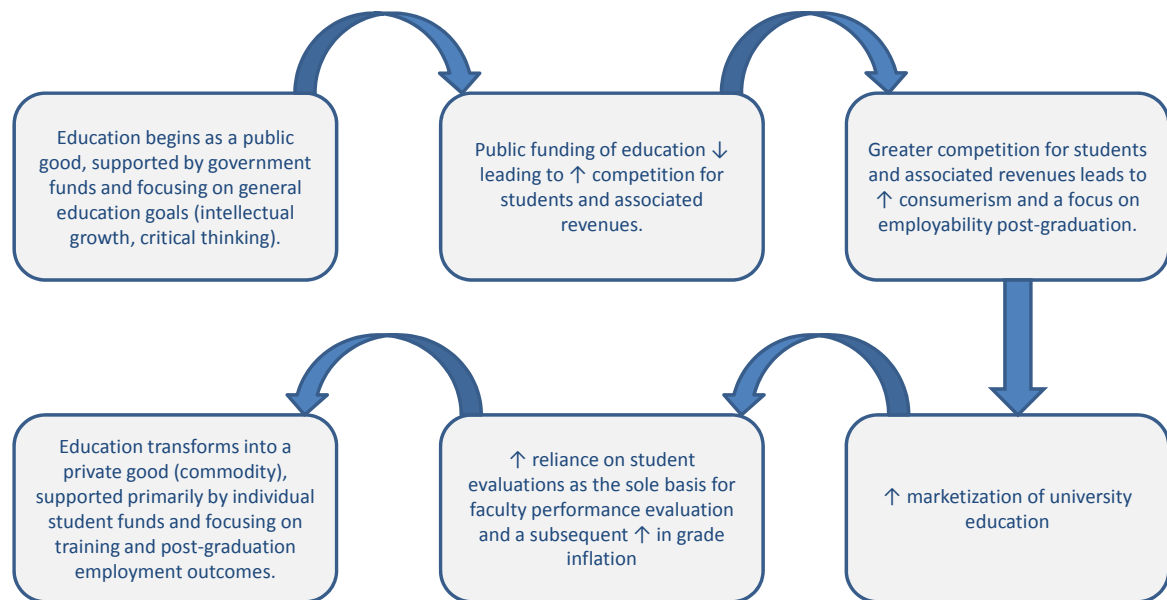 Education begins as a public
good, supported by government
funds and focusing on general
education goals (intellectual
growth, critical thinking).
Public funding of education ↓
leading to ↑ competition for
students and associated
revenues.
Greater competition for students
and associated revenues leads to
↑ consumerism and a focus on
employability post-graduation.
↑ marketization of university
education
↑ reliance on student
evaluations as the sole basis for
faculty performance evaluation
and a subsequent ↑ in grade
inflation
Education transforms into a
private good (commodity),
supported primarily by individual
student funds and focusing on
training and post-graduation
employment outcomes.